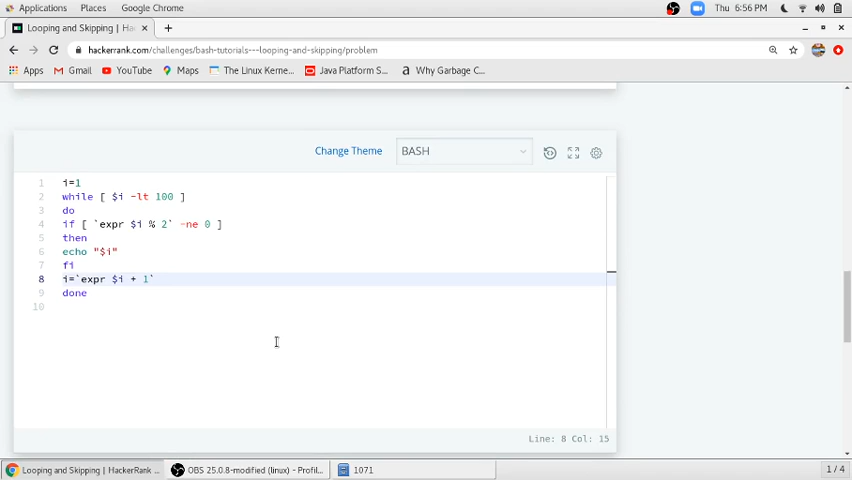 Applications Places Google Chrome Thu 6:56 PM
Looping and Skipping | Ha
hackerrank.com/challenges/bash-tutorials---looping-and-skipping/problem
Apps Gmail YouTube Maps The Linux Kerne... Java Platform S... Why Garbage C...
Change Theme BASH
1 i=1
2 while [ $i -lt 100 ]
3 do
4 if [ `expr $i % 2` -ne 0 ]
5 then
6 echo "$i"
7 fi
8 i=`expr $i + 1`
9 done
10
Line: 8 Col: 15
Looping and Skipping | HackerRank ... OBS 25.0.8-modified (linux) - Profil... 1071 1 / 4